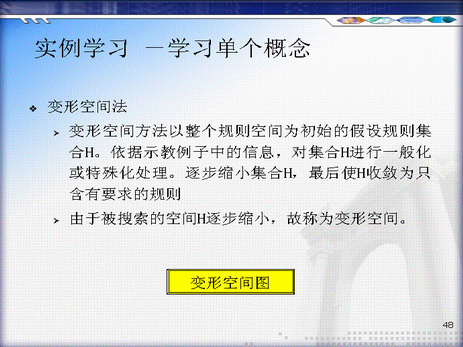 实例学习 －学习单个概念
变形空间法
变形空间方法以整个规则空间为初始的假设规则集
合H。依据示教例子中的信息，对集合H进行一般化
或特殊化处理。逐步缩小集合H，最后使H收敛为只
含有要求的规则
由于被搜索的空间H逐步缩小，故称为变形空间。
变形空间图
48